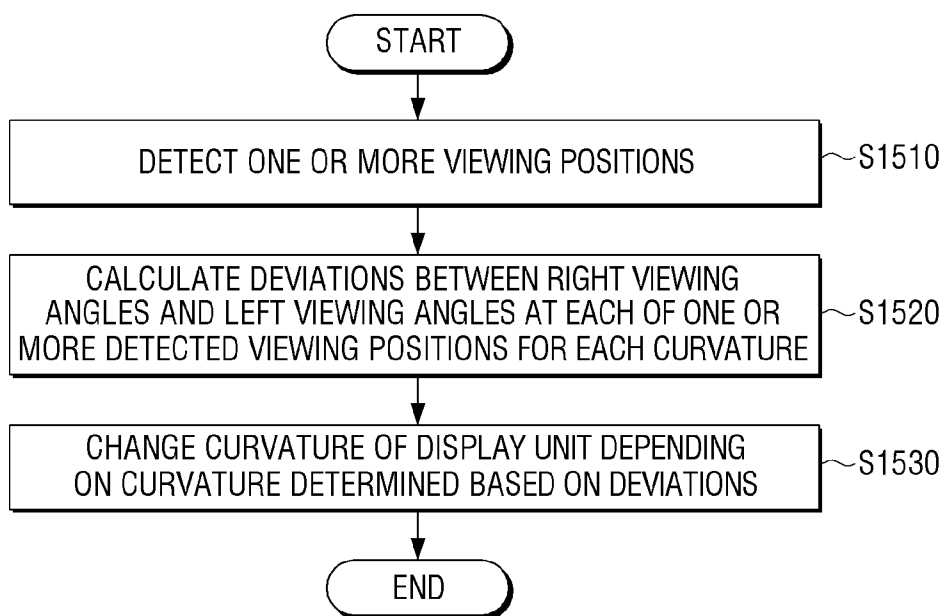 START
DETECT ONE OR MORE VIEWING POSITIONS
S1510
CALCULATE DEVIATIONS BETWEEN RIGHT VIEWING
ANGLES AND LEFT VIEWING ANGLES AT EACH OF ONE OR
MORE DETECTED VIEWING POSITIONS FOR EACH CURVATURE
S1520
CHANGE CURVATURE OF DISPLAY UNIT DEPENDING
ON CURVATURE DETERMINED BASED ON DEVIATIONS
S1530
END